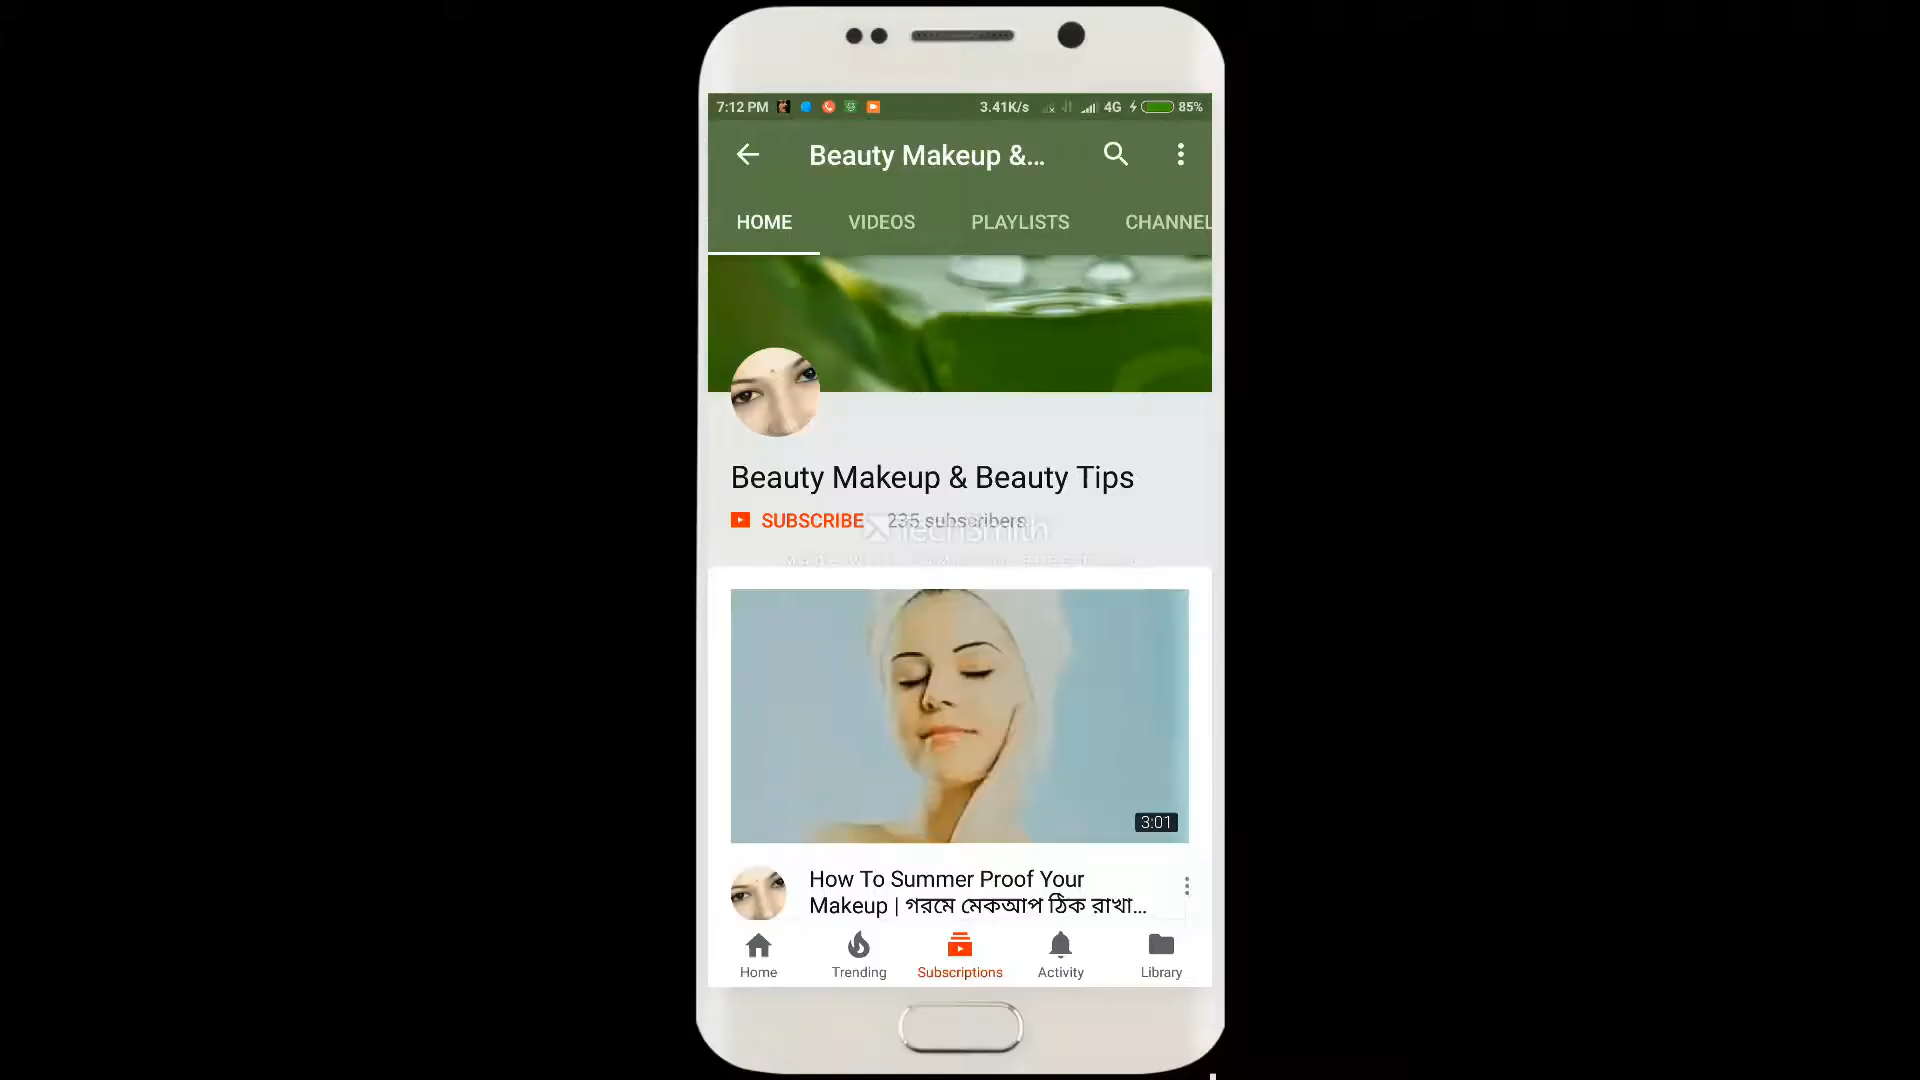 7:12 PM 3.41K/s 4G 85%
Beauty Makeup &...
HOME VIDEOS PLAYLISTS CHANNEL
Beauty Makeup & Beauty Tips
SUBSCRIBE 235 subscribers
TechSmith
3:01
How To Summer Proof Your
Makeup | গরমে মেকআপ ঠিক রাখা...
Home Trending Subscriptions Activity Library